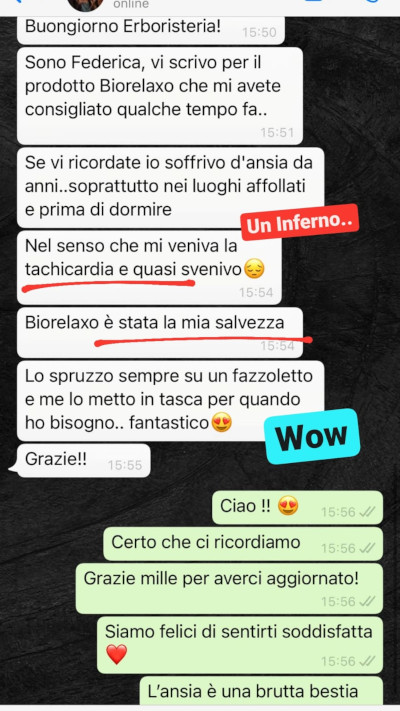 online
Buongiorno Erboristeria!
15:50
Sono Federica, vi scrivo per il
prodotto Biorelaxo che mi avete
consigliato qualche tempo fa..
15:51
Se vi ricordate io soffrivo d'ansia da
anni..soprattutto nei luoghi affollati
e prima di dormire
Un Inferno..
Nel senso che mi veniva la
tachicardia e quasi svenivo😔
15:54
Biorelaxo è stata la mia salvezza
15:54
Lo spruzzo sempre su un fazzoletto
e me lo metto in tasca per quando
ho bisogno.. fantastico😍
Wow
Grazie!! 15:55
Ciao !! 😍 15:56
Certo che ci ricordiamo 15:56
Grazie mille per averci aggiornato!
15:56
Siamo felici di sentirti soddisfatta
❤️ 15:56
L'ansia è una brutta bestia